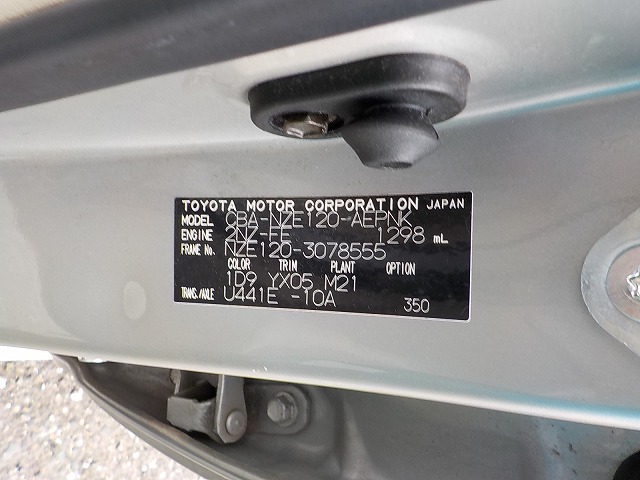 TOYOTA MOTOR CORPORATION JAPAN
MODEL CBA-NZE120-AEPNK
ENGINE 2NZ-FE 1298 mL
FRAME No. NZE120-3078555
COLOR TRIM PLANT OPTION
1D9 YX05 M21
TRANS./AXLE U441E -10A 350